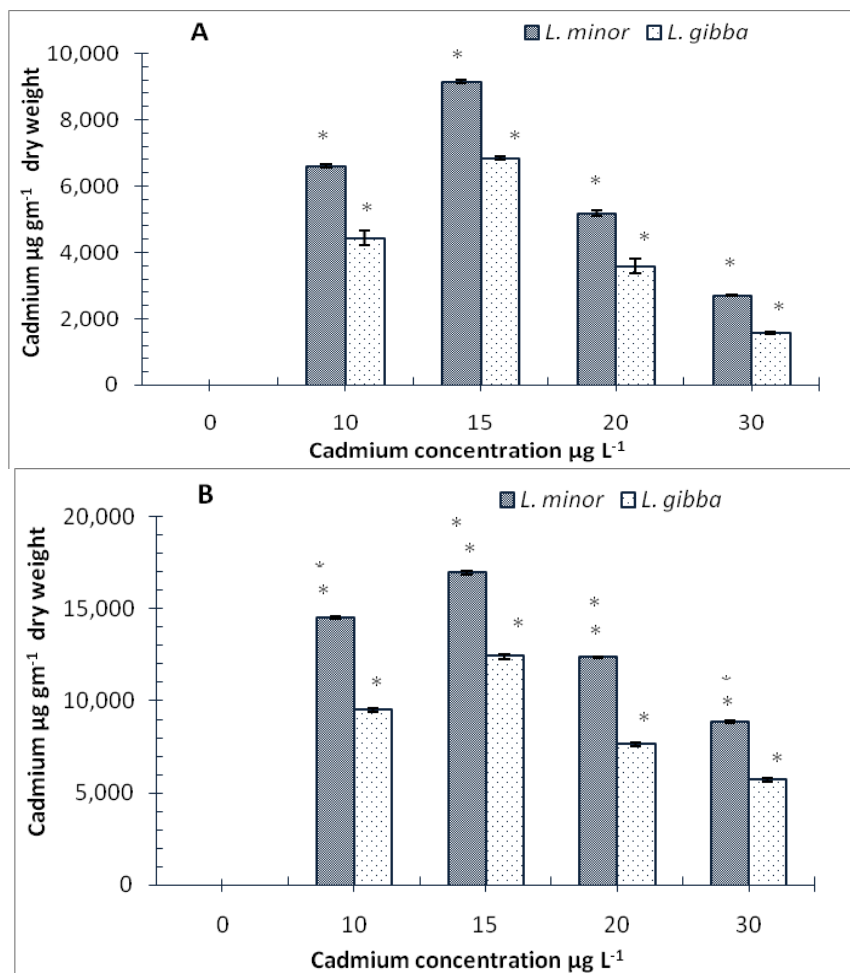 A
L. minor L. gibba
10,000
8,000
6,000
4,000
2,000
0
Cadmium µg gm⁻¹ dry weight
* * * * * * * *
0 10 15 20 30
Cadmium concentration µg L⁻¹
B
L. minor L. gibba
20,000
15,000
10,000
5,000
0
Cadmium µg gm⁻¹ dry weight
* * * *
* * * * * * * *
0 10 15 20 30
Cadmium concentration µg L⁻¹